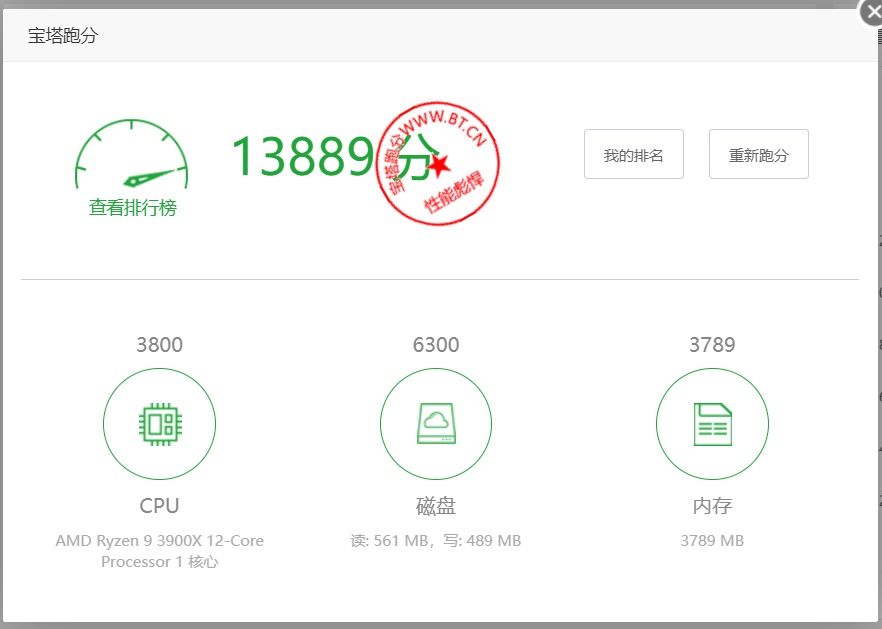 宝塔跑分
13889分
宝塔跑分WWW.BT.CN
性能彪悍
我的排名
重新跑分
查看排行榜
3800
6300
3789
CPU
磁盘
内存
AMD Ryzen 9 3900X 12-Core
Processor 1 核心
读: 561 MB，写: 489 MB
3789 MB